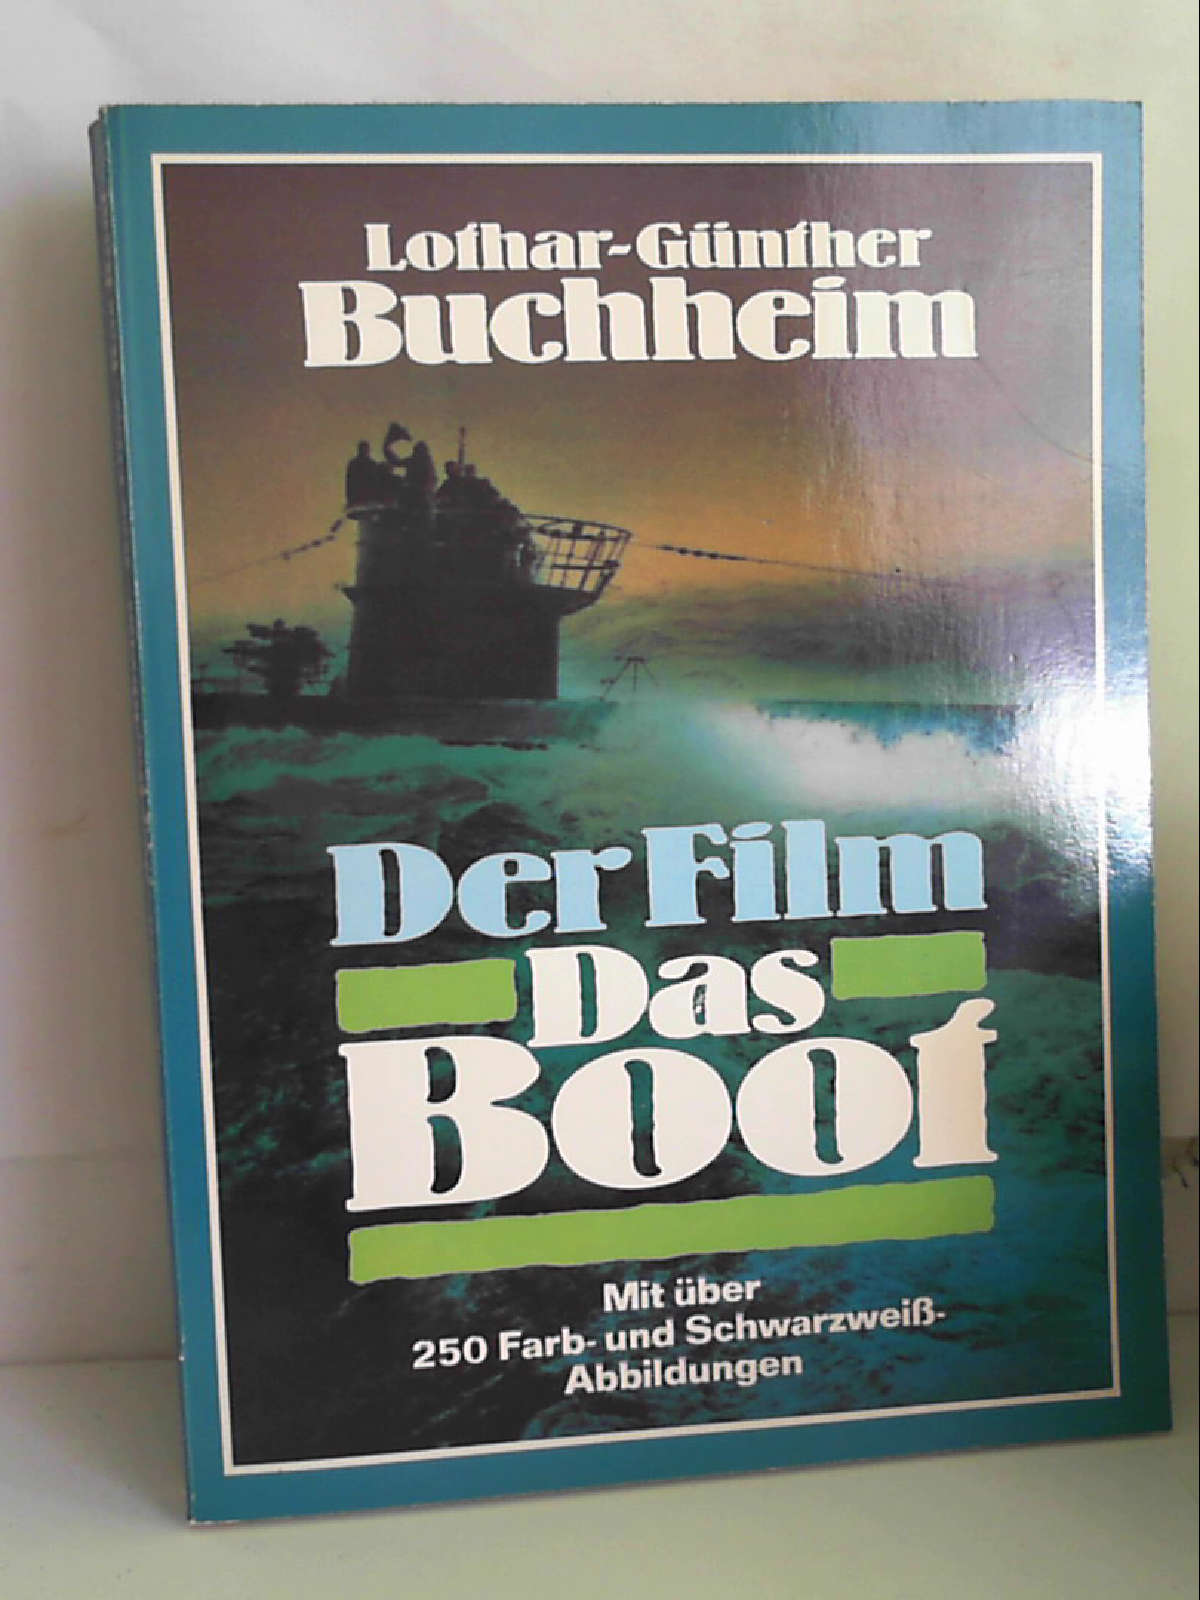 Lothar-Günther
Buchheim
Der Film
Das
Boot
Mit über
250 Farb- und Schwarzweiß-
Abbildungen